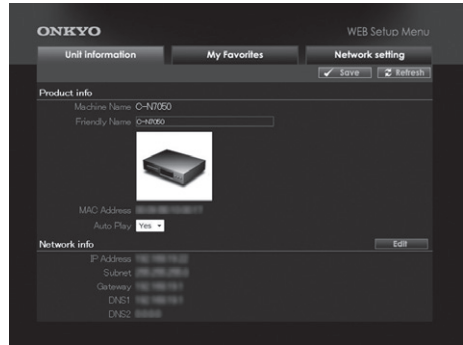 ONKYO WEB Setup Menu
Unit information My Favorites Network setting
Save Refresh
Product info
Machine Name C-N7050
Friendly Name C-N7050
MAC Address
Auto Play Yes
Network info Edit
IP Address
Subnet
Gateway
DNS1
DNS2